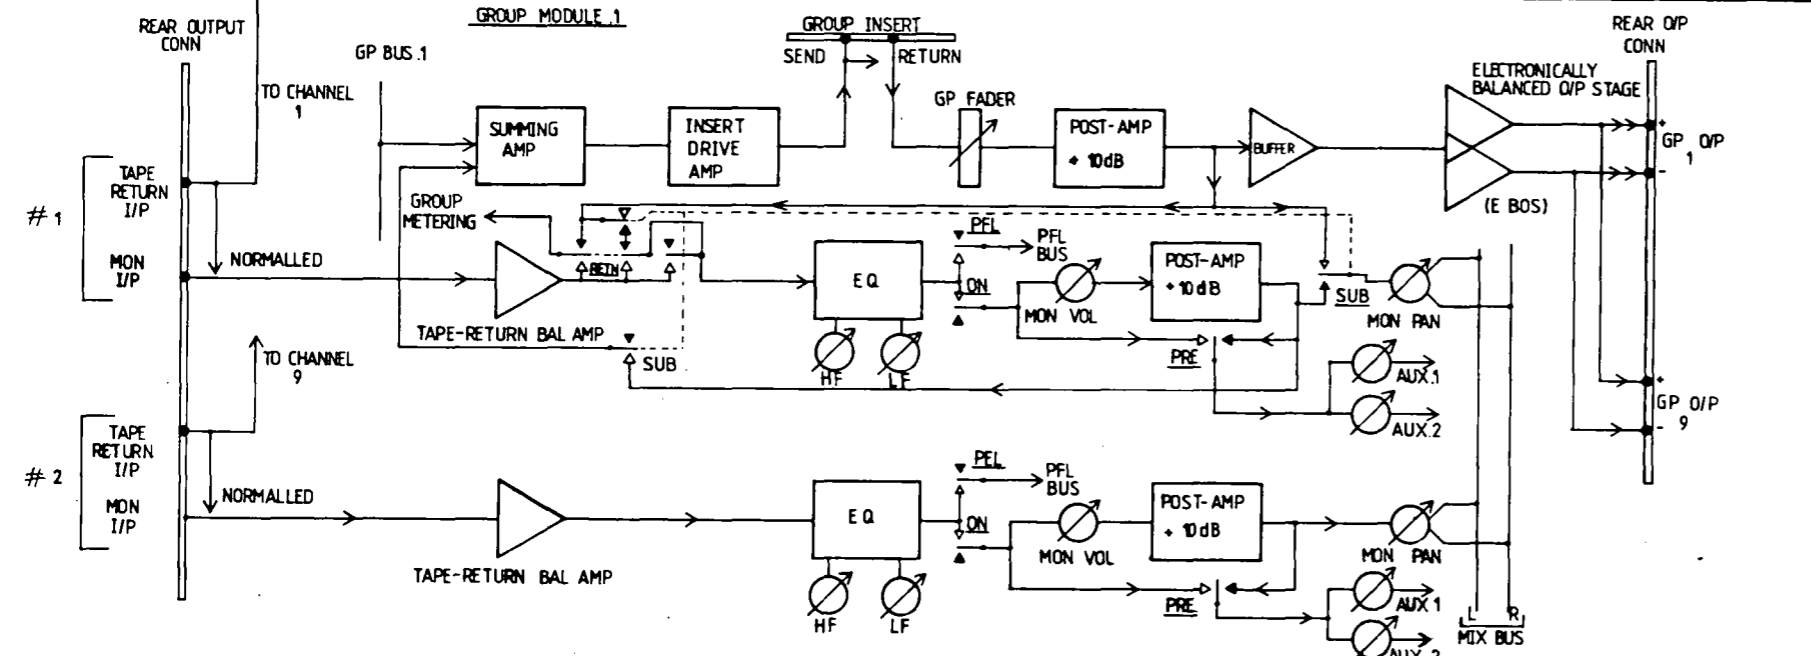 GROUP MODULE.1
REAR OUTPUT
CONN
GP BUS.1
GROUP INSERT
SEND
RETURN
REAR O/P
CONN
TO CHANNEL
1
SUMMING
AMP
INSERT
DRIVE
AMP
GP FADER
POST-AMP
+ 10dB
BUFFER
ELECTRONICALLY
BALANCED O/P STAGE
+
GP O/P
1
-
(E BOS)
# 1
TAPE
RETURN
I/P
MON
I/P
NORMALLED
GROUP
METERING
RETN
TAPE-RETURN BAL AMP
SUB
EQ
HF
LF
PFL
PFL
BUS
ON
MON VOL
POST-AMP
+10dB
PRE
SUB
MON PAN
AUX.1
AUX.2
+
GP O/P
9
-
TO CHANNEL
9
# 2
TAPE
RETURN
I/P
MON
I/P
NORMALLED
TAPE-RETURN BAL AMP
EQ
HF
LF
PEL
PFL
BUS
ON
MON VOL
POST-AMP
+ 10dB
PRE
MON PAN
AUX.1
AUX.2
L R
MIX BUS